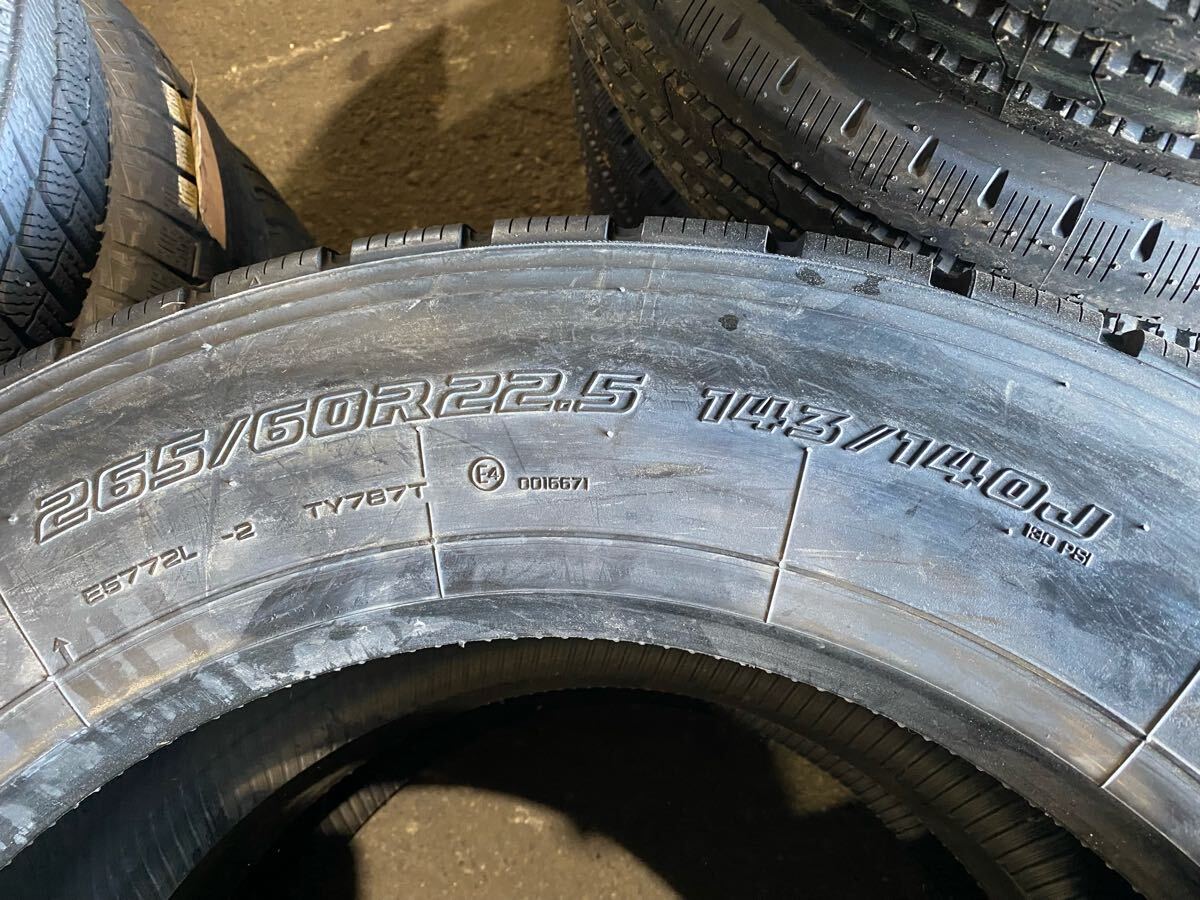 265/60R22.5 143/140J
130 PSI
E5772L -2 TY787T E4 0016671